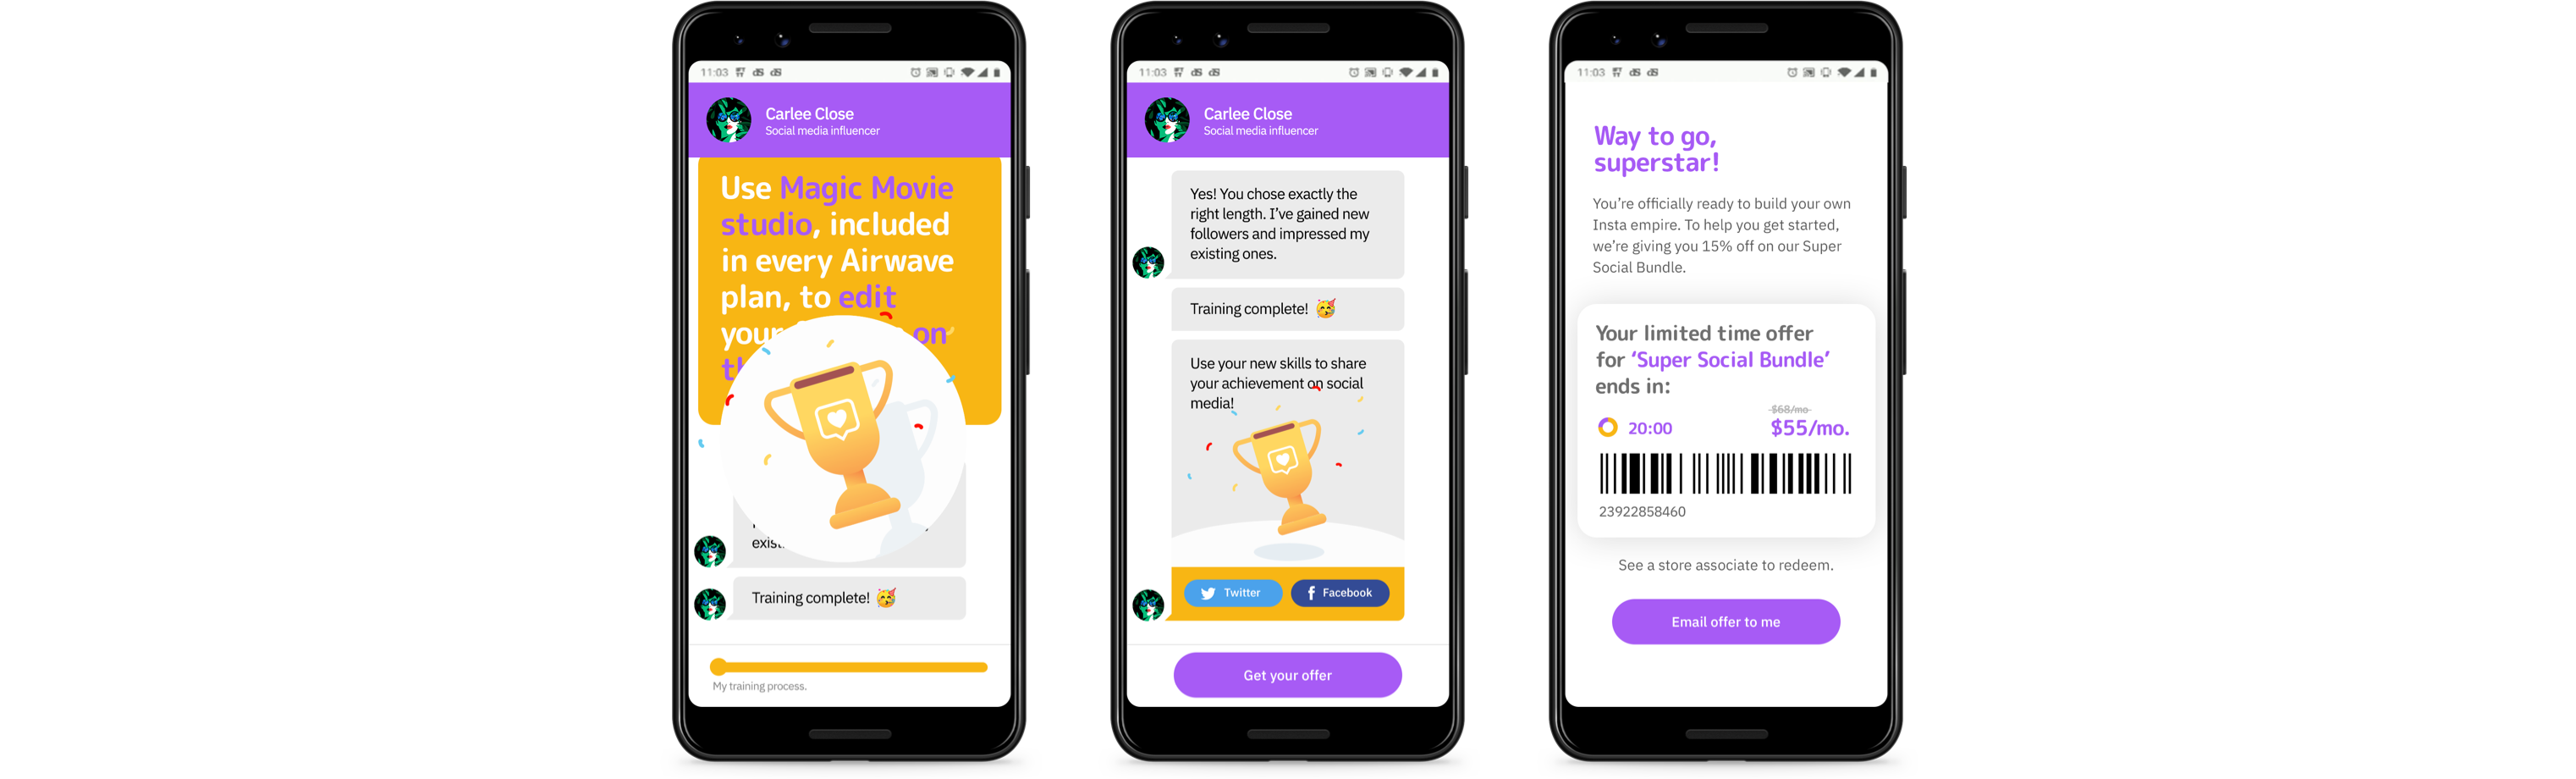 11:03
Carlee Close
Social media influencer
Use Magic Movie
studio, included
in every Airwave
plan, to edit
your on
Training complete!
My training process.
11:03
Carlee Close
Social media influencer
Yes! You chose exactly the
right length. I’ve gained new
followers and impressed my
existing ones.
Training complete!
Use your new skills to share
your achievement on social
media!
Twitter
Facebook
Get your offer
11:03
Way to go,
superstar!
You’re officially ready to build your own
Insta empire. To help you get started,
we’re giving you 15% off on our Super
Social Bundle.
Your limited time offer
for ‘Super Social Bundle’
ends in:
$68/mo
20:00
$55/mo.
23922858460
See a store associate to redeem.
Email offer to me